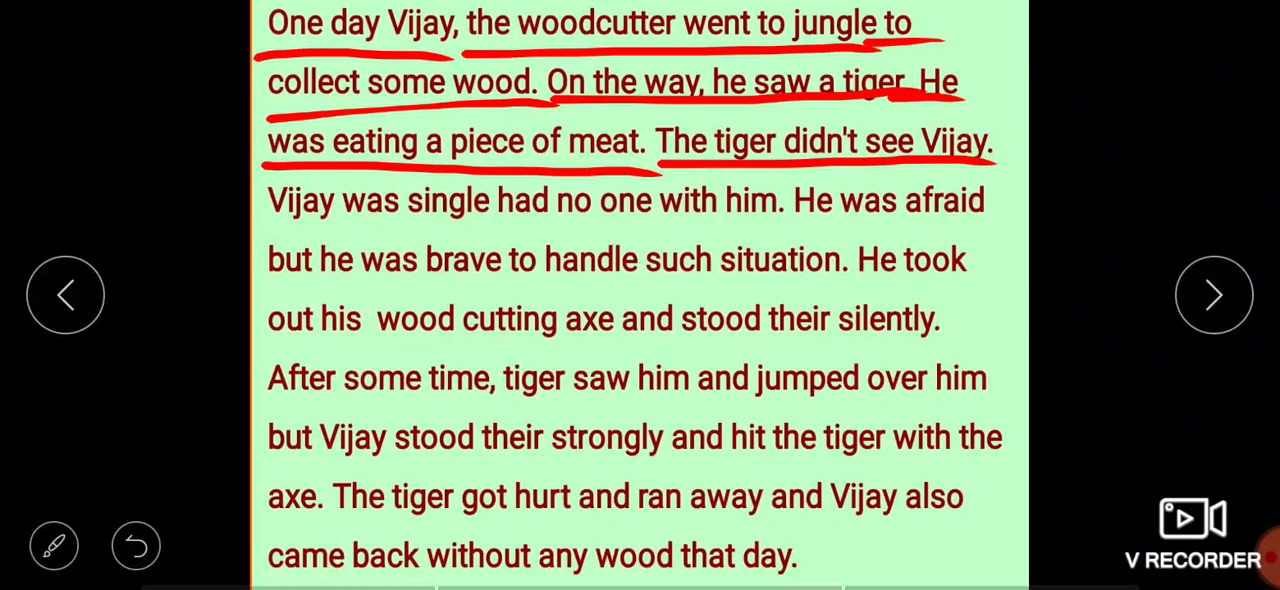 One day Vijay, the woodcutter went to jungle to
collect some wood. On the way, he saw a tiger. He
was eating a piece of meat. The tiger didn't see Vijay.
Vijay was single had no one with him. He was afraid
but he was brave to handle such situation. He took
out his  wood cutting axe and stood their silently.
After some time, tiger saw him and jumped over him
but Vijay stood their strongly and hit the tiger with the
axe. The tiger got hurt and ran away and Vijay also
came back without any wood that day.
V RECORDER